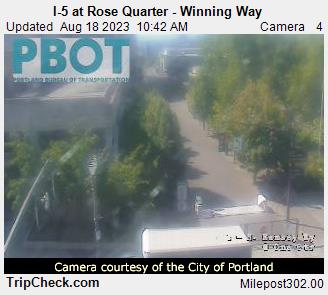 I-5 at Rose Quarter - Winning Way
Updated Aug 18 2023 10:42 AM Camera 4
PBOT
PORTLAND BUREAU OF TRANSPORTATION
Camera courtesy of the City of Portland
TripCheck.com Milepost302.00